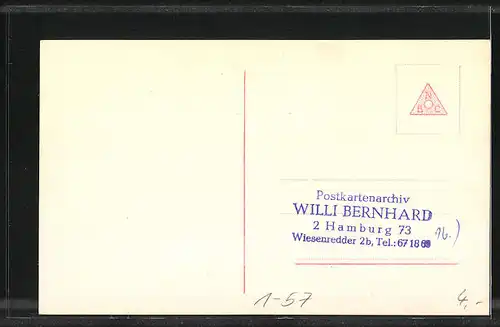 N
B C
Postkartenarchiv
WILLI BERNHARD
2 Hamburg 73
Wiesenredder 2b, Tel.: 67 18 69
1-57
4,-